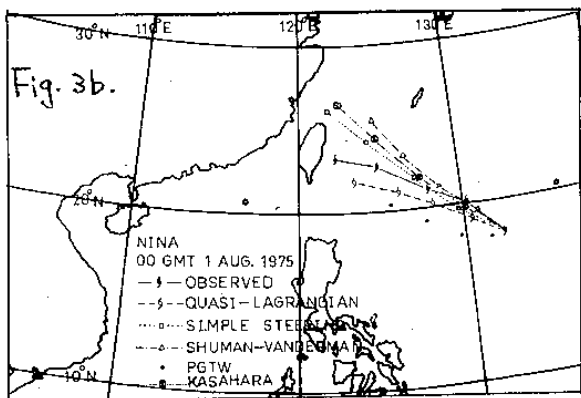 30°N 110°E 120°E 130°E
Fig. 3b.
20°N
NINA
00 GMT 1 AUG. 1975
OBSERVED
QUASI-LAGRANGIAN
SIMPLE STEERING
SHUMAN-VANDERMAN
PGTW
KASAHARA
10°N